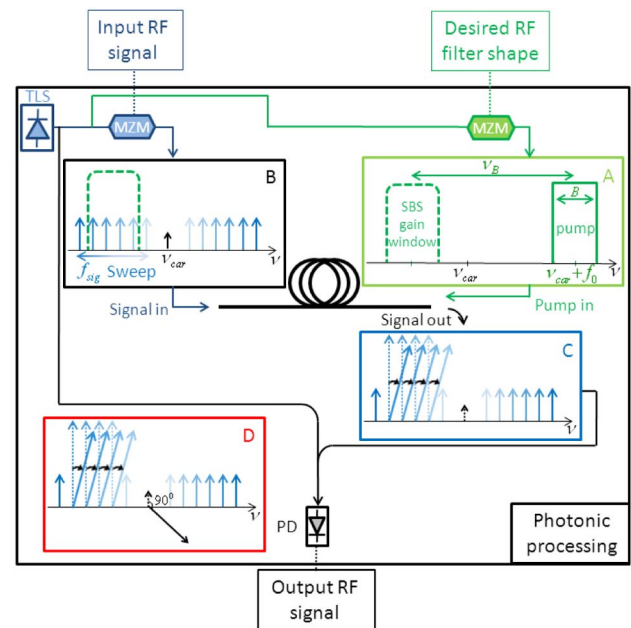 Input RF
signal
Desired RF
filter shape
TLS
MZM
MZM
B
ν_car
ν
f_sig Sweep
A
ν_B
SBS
gain
window
B
pump
ν_car
ν_car + f_0
ν
Signal in
Pump in
Signal out
C
ν
D
90⁰
ν
PD
Photonic
processing
Output RF
signal